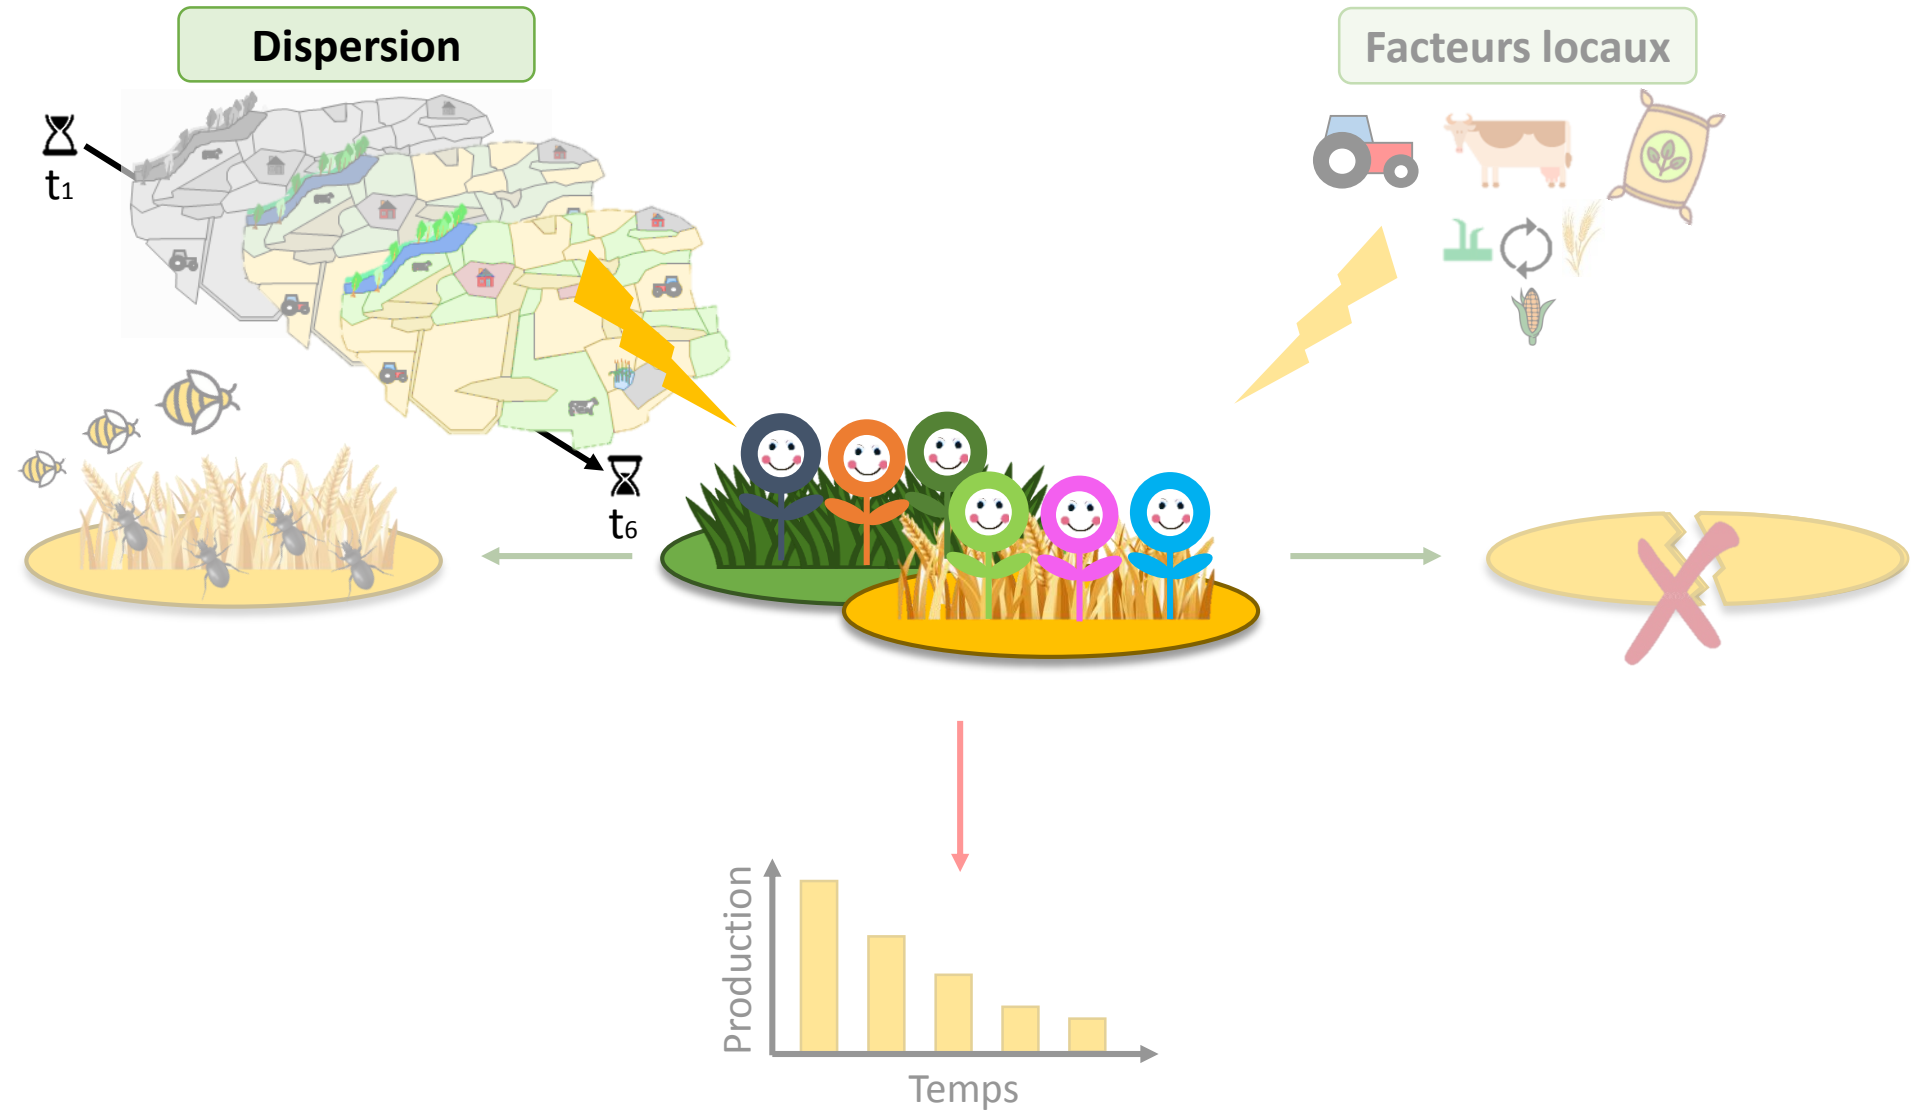 Dispersion
Facteurs locaux
t1
t6
Production
Temps